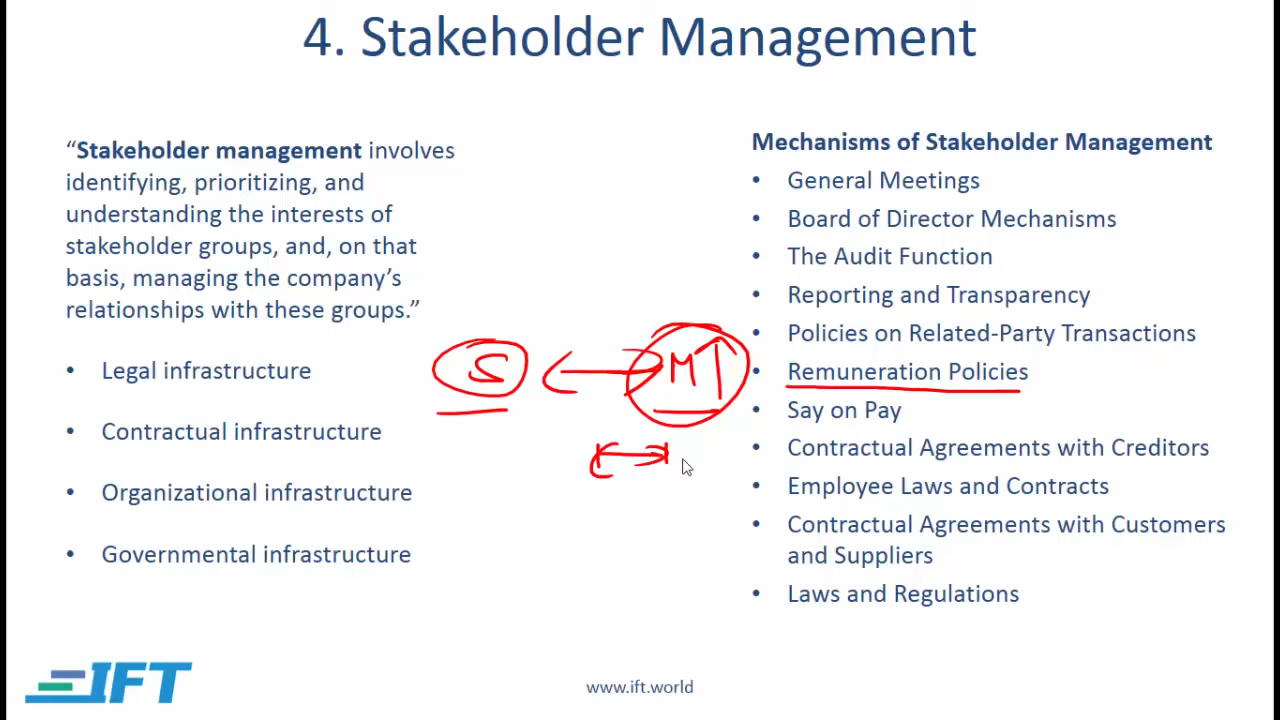 4. Stakeholder Management
“Stakeholder management involves
identifying, prioritizing, and
understanding the interests of
stakeholder groups, and, on that
basis, managing the company’s
relationships with these groups.”
• Legal infrastructure
• Contractual infrastructure
• Organizational infrastructure
• Governmental infrastructure
S
M
Mechanisms of Stakeholder Management
• General Meetings
• Board of Director Mechanisms
• The Audit Function
• Reporting and Transparency
• Policies on Related-Party Transactions
• Remuneration Policies
• Say on Pay
• Contractual Agreements with Creditors
• Employee Laws and Contracts
• Contractual Agreements with Customers
and Suppliers
• Laws and Regulations
IFT
www.ift.world